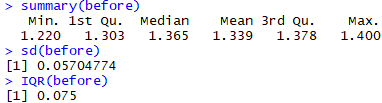 > summary(before)
Min. 1st Qu. Median Mean 3rd Qu. Max.
1.220 1.303 1.365 1.339 1.378 1.400
> sd(before)
[1] 0.05704774
> IQR(before)
[1] 0.075